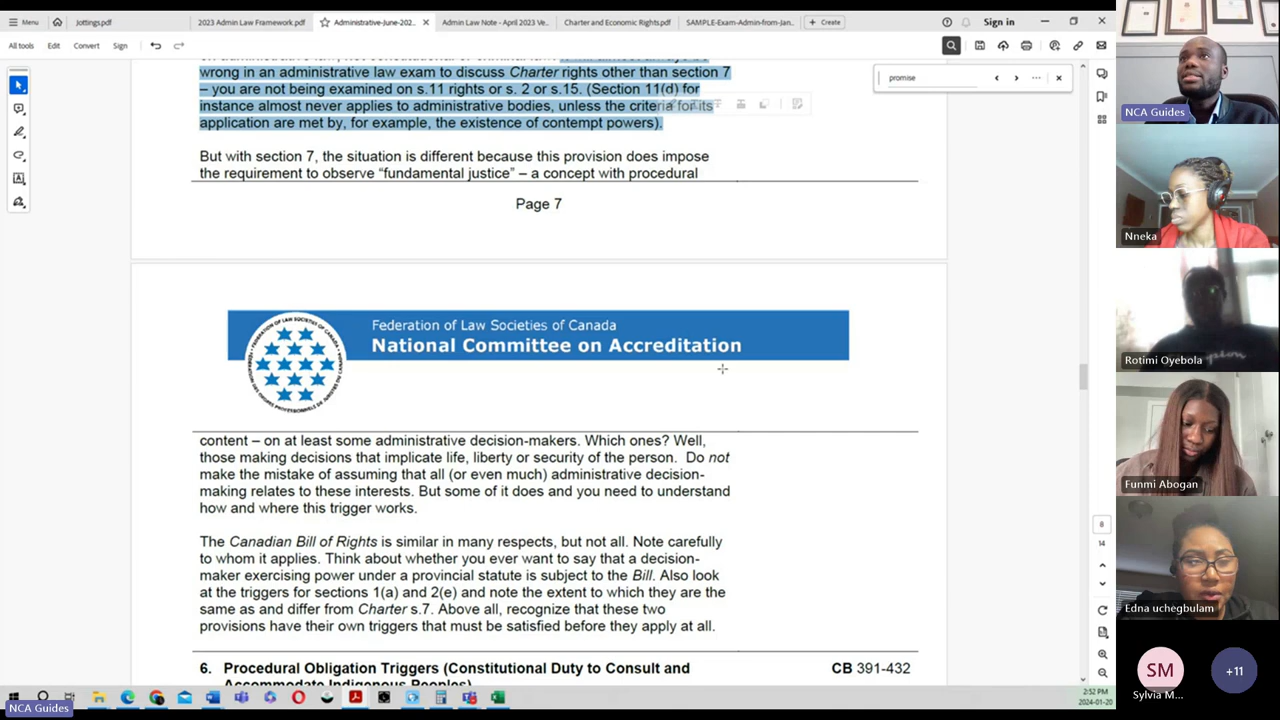 Menu
Jottings.pdf
2023 Admin Law Framework.pdf
Administrative-June-202...
Admin Law Note - April 2023 Ve...
Charter and Economic Rights.pdf
SAMPLE-Exam-Admin-from-Jan...
Create
Sign in
All tools Edit Convert Sign
promise
wrong in an administrative law exam to discuss Charter rights other than section 7
– you are not being examined on s.11 rights or s. 2 or s.15. (Section 11(d) for
instance almost never applies to administrative bodies, unless the criteria for its
application are met by, for example, the existence of contempt powers).
But with section 7, the situation is different because this provision does impose
the requirement to observe “fundamental justice” – a concept with procedural
Page 7
Federation of Law Societies of Canada
National Committee on Accreditation
content – on at least some administrative decision-makers. Which ones? Well,
those making decisions that implicate life, liberty or security of the person. Do not
make the mistake of assuming that all (or even much) administrative decision-
making relates to these interests. But some of it does and you need to understand
how and where this trigger works.
The Canadian Bill of Rights is similar in many respects, but not all. Note carefully
to whom it applies. Think about whether you ever want to say that a decision-
maker exercising power under a provincial statute is subject to the Bill. Also look
at the triggers for sections 1(a) and 2(e) and note the extent to which they are the
same as and differ from Charter s.7. Above all, recognize that these two
provisions have their own triggers that must be satisfied before they apply at all.
6. Procedural Obligation Triggers (Constitutional Duty to Consult and CB 391-432
8
14
2:52 PM
2024-01-20
NCA Guides
NCA Guides
Nneka
Rotimi Oyebola
Funmi Abogan
Edna uchegbulam
SM
Sylvia M...
+11